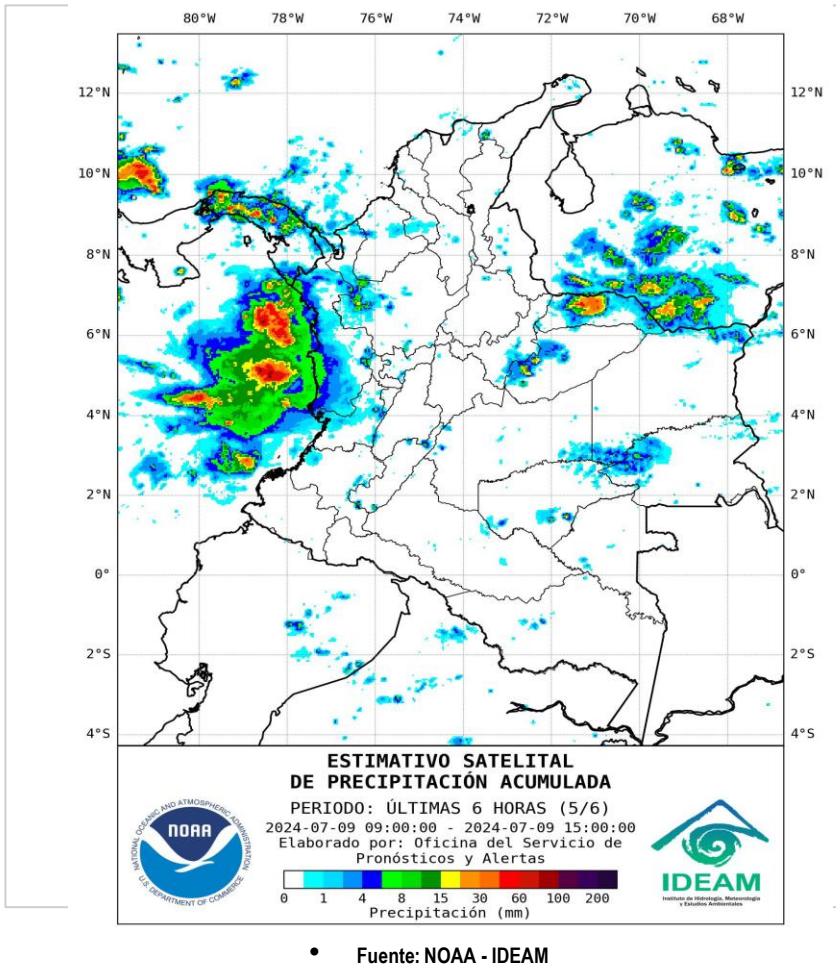 80°W 78°W 76°W 74°W 72°W 70°W 68°W
12°N 12°N
10°N 10°N
8°N 8°N
6°N 6°N
4°N 4°N
2°N 2°N
0° 0°
2°S 2°S
4°S 4°S
ESTIMATIVO SATELITAL
DE PRECIPITACIÓN ACUMULADA
PERIODO: ÚLTIMAS 6 HORAS (5/6)
2024-07-09 09:00:00 - 2024-07-09 15:00:00
Elaborado por: Oficina del Servicio de
Pronósticos y Alertas
0 1 4 8 15 30 60 100 200
Precipitación (mm)
NATIONAL OCEANIC AND ATMOSPHERIC ADMINISTRATION
NOAA
U.S. DEPARTMENT OF COMMERCE
IDEAM
Instituto de Hidrología, Meteorología
y Estudios Ambientales
• Fuente: NOAA - IDEAM